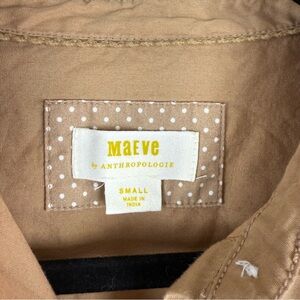 MaEVe
by ANTHROPOLOGIE
SMALL
MADE IN
INDIA